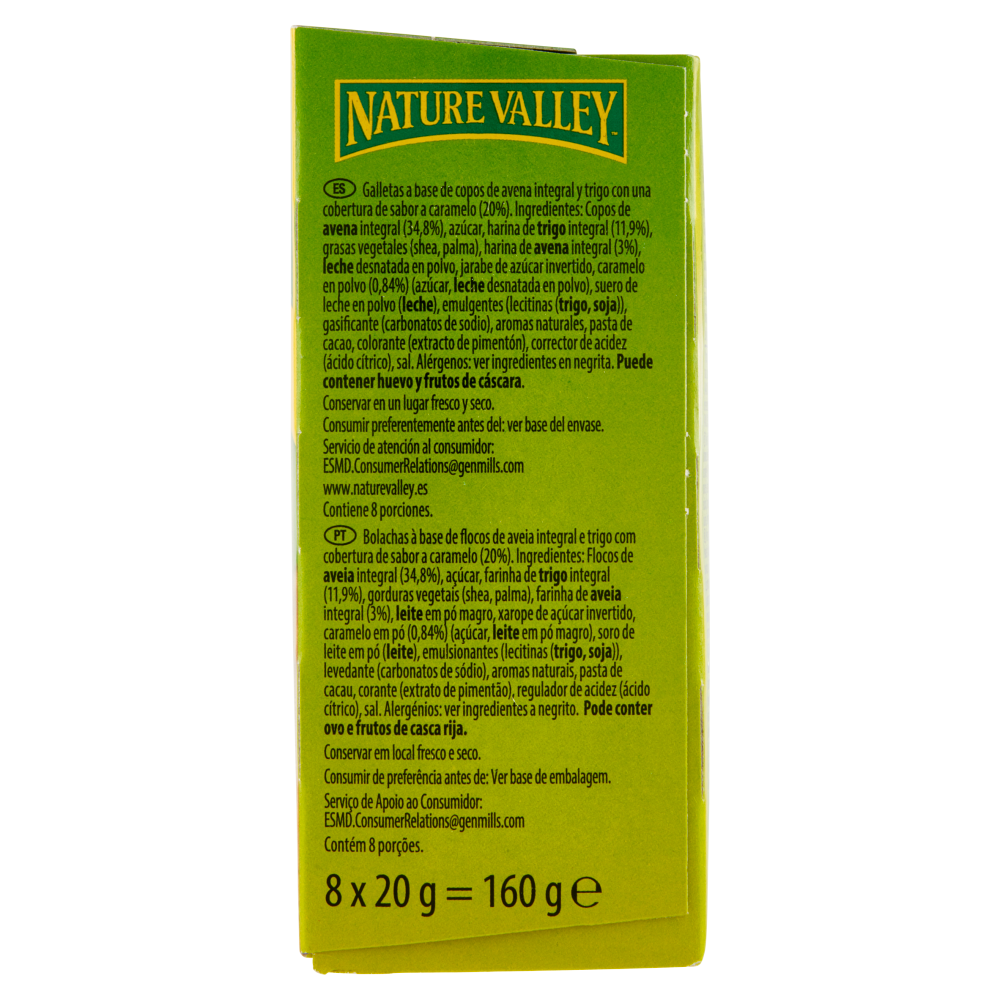 NATURE VALLEY™
ES Galletas a base de copos de avena integral y trigo con una
cobertura de sabor a caramelo (20%). Ingredientes: Copos de
avena integral (34,8%), azúcar, harina de trigo integral (11,9%),
grasas vegetales (shea, palma), harina de avena integral (3%),
leche desnatada en polvo, jarabe de azúcar invertido, caramelo
en polvo (0,84%) (azúcar, leche desnatada en polvo), suero de
leche en polvo (leche), emulgentes (lecitinas (trigo, soja)),
gasificante (carbonatos de sodio), aromas naturales, pasta de
cacao, colorante (extracto de pimentón), corrector de acidez
(ácido cítrico), sal. Alérgenos: ver ingredientes en negrita. Puede
contener huevo y frutos de cáscara.
Conservar en un lugar fresco y seco.
Consumir preferentemente antes del: ver base del envase.
Servicio de atención al consumidor:
ESMD.ConsumerRelations@genmills.com
www.naturevalley.es
Contiene 8 porciones.
PT Bolachas à base de flocos de aveia integral e trigo com
cobertura de sabor a caramelo (20%). Ingredientes: Flocos de
aveia integral (34,8%), açúcar, farinha de trigo integral
(11,9%), gorduras vegetais (shea, palma), farinha de aveia
integral (3%), leite em pó magro, xarope de açúcar invertido,
caramelo em pó (0,84%) (açúcar, leite em pó magro), soro de
leite em pó (leite), emulsionantes (lecitinas (trigo, soja)),
levedante (carbonatos de sódio), aromas naturais, pasta de
cacau, corante (extrato de pimentão), regulador de acidez (ácido
cítrico), sal. Alergénios: ver ingredientes a negrito. Pode conter
ovo e frutos de casca rija.
Conservar em local fresco e seco.
Consumir de preferência antes de: Ver base de embalagem.
Serviço de Apoio ao Consumidor:
ESMD.ConsumerRelations@genmills.com
Contém 8 porções.
8 x 20 g = 160 g ℮